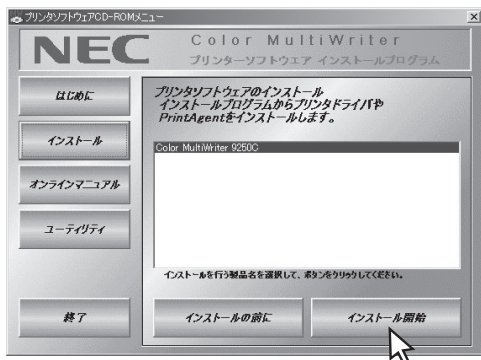 プリンタソフトウェアCD-ROMメニュー
NEC
Color MultiWriter
プリンターソフトウエア インストールプログラム
はじめに
インストール
オンラインマニュアル
ユーティリティ
終了
プリンタソフトウェアのインストール
インストールプログラムからプリンタドライバや
PrintAgentをインストールします。
Color MultiWriter 9250C
インストールを行う製品名を選択して、ボタンをクリックしてください。
インストールの前に
インストール開始